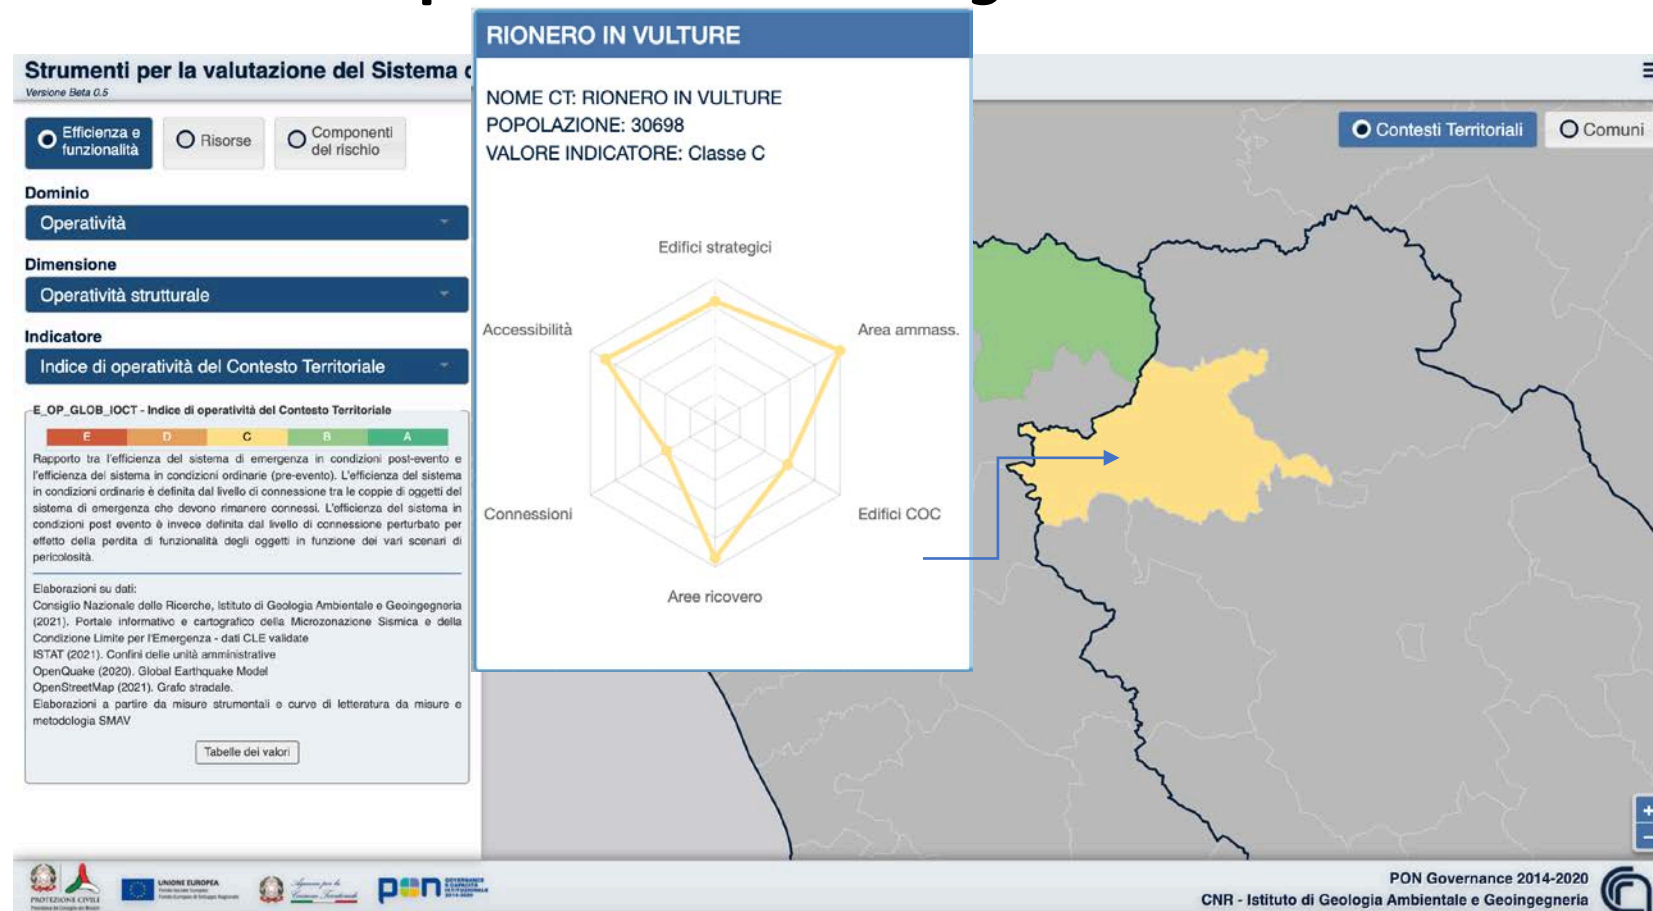 RIONERO IN VULTURE
NOME CT: RIONERO IN VULTURE
POPOLAZIONE: 30698
VALORE INDICATORE: Classe C
Edifici strategici
Accessibilità
Area ammass.
Connessioni
Edifici COC
Aree ricovero
Strumenti per la valutazione del Sistema
Versione Beta 0.5
Efficienza e
funzionalità
Risorse
Componenti
del rischio
Contesti Territoriali
Comuni
Dominio
Operatività
Dimensione
Operatività strutturale
Indicatore
Indice di operatività del Contesto Territoriale
E_OP_GLOB_IOCT - Indice di operatività del Contesto Territoriale
E D C B A
Rapporto tra l'efficienza del sistema di emergenza in condizioni post-evento e
l'efficienza del sistema in condizioni ordinarie (pre-evento). L'efficienza del sistema
in condizioni ordinarie è definita dal livello di connessione tra le coppie di oggetti del
sistema di emergenza che devono rimanere connessi. L'efficienza del sistema in
condizioni post evento è invece definita dal livello di connessione perturbato per
effetto della perdita di funzionalità degli oggetti in funzione dei vari scenari di
pericolosità.
Elaborazioni su dati:
Consiglio Nazionale delle Ricerche, Istituto di Geologia Ambientale e Geoingegneria
(2021). Portale informativo e cartografico della Microzonazione Sismica e della
Condizione Limite per l'Emergenza - dati CLE validate
ISTAT (2021). Confini delle unità amministrative
OpenQuake (2020). Global Earthquake Model
OpenStreetMap (2021). Grafo stradale.
Elaborazioni a partire da misure strumentali e curve di letteratura da misure e
metodologia SMAV
Tabelle dei valori
+
−
PROTEZIONE CIVILE
UNIONE EUROPEA
pon
GOVERNANCE
E CAPACITÀ
ISTITUZIONALE
2014-2020
PON Governance 2014-2020
CNR - Istituto di Geologia Ambientale e Geoingegneria